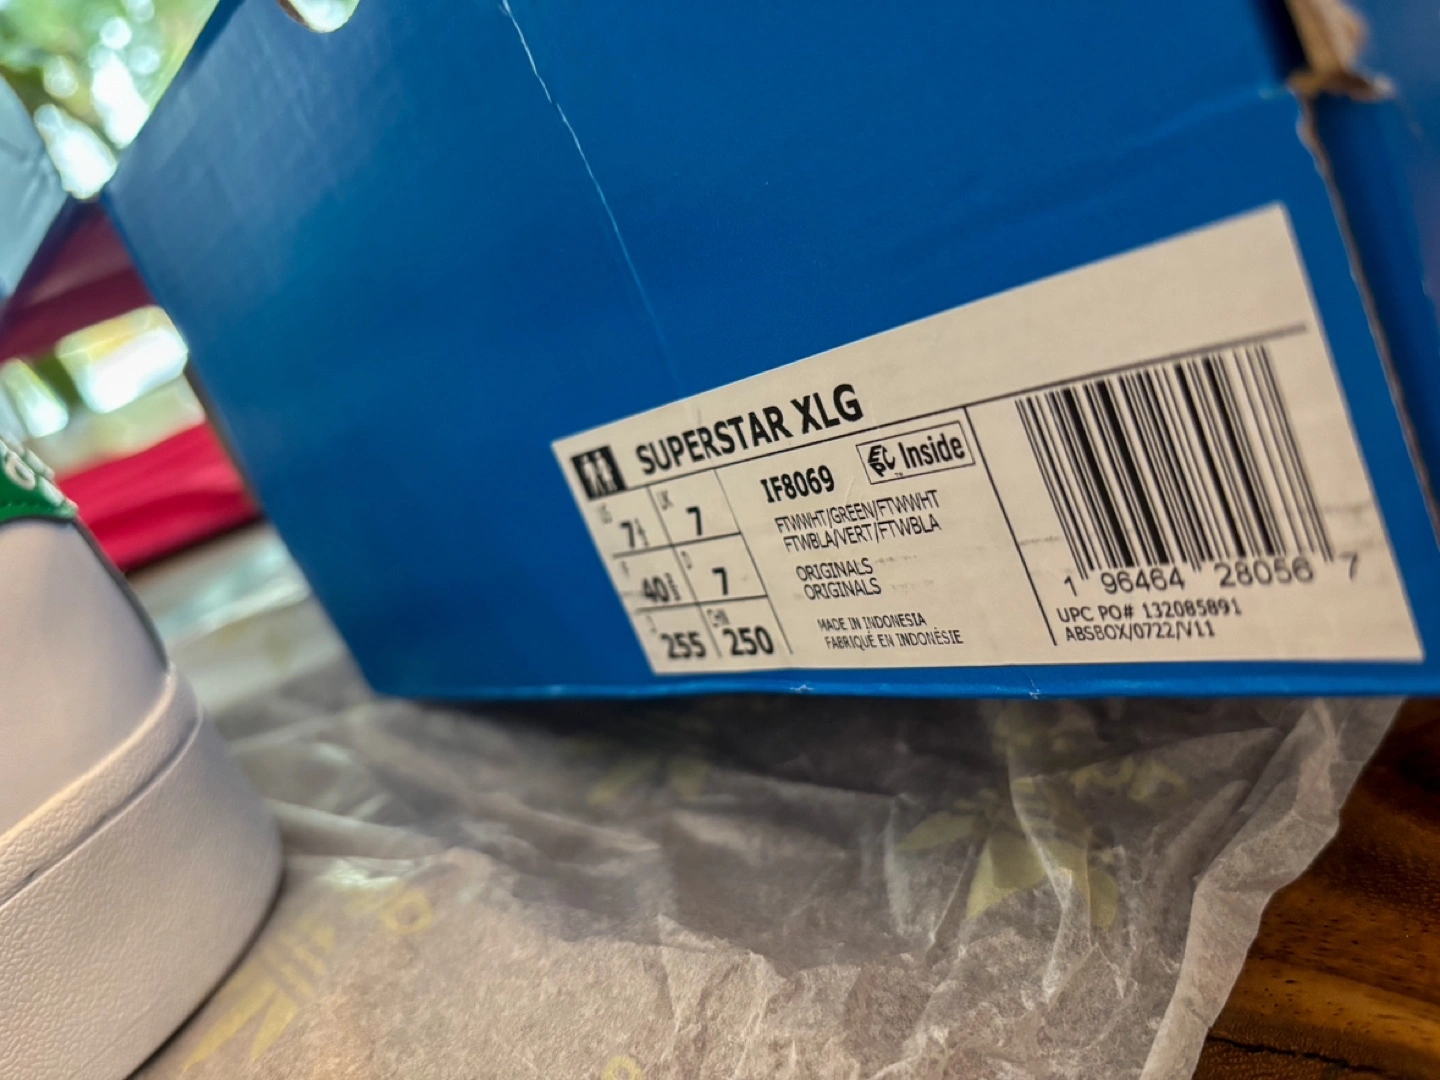 SUPERSTAR XLG
US 7½ UK 7
F 40⅔ D 7
J 255 CHN 250
IF8069
Inside
FTWWHT/GREEN/FTWWHT
FTWBLA/VERT/FTWBLA
ORIGINALS
ORIGINALS
MADE IN INDONESIA
FABRIQUÉ EN INDONÉSIE
1 96464 28056 7
UPC PO# 132085891
ABSBOX/0722/V11